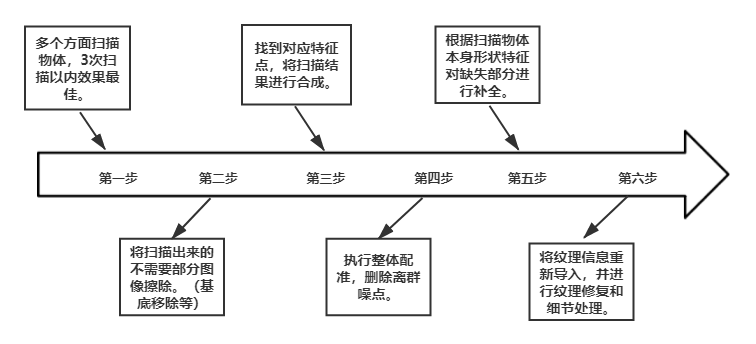 多个方面扫描
物体，3次扫
描以内效果最
佳。
找到对应特征
点，将扫描结
果进行合成。
根据扫描物体
本身形状特征
对缺失部分进
行补全。
第一步
第二步
第三步
第四步
第五步
第六步
将扫描出来的
不需要部分图
像擦除。（基
底移除等）
执行整体配
准，删除离群
噪点。
将纹理信息重
新导入，并进
行纹理修复和
细节处理。